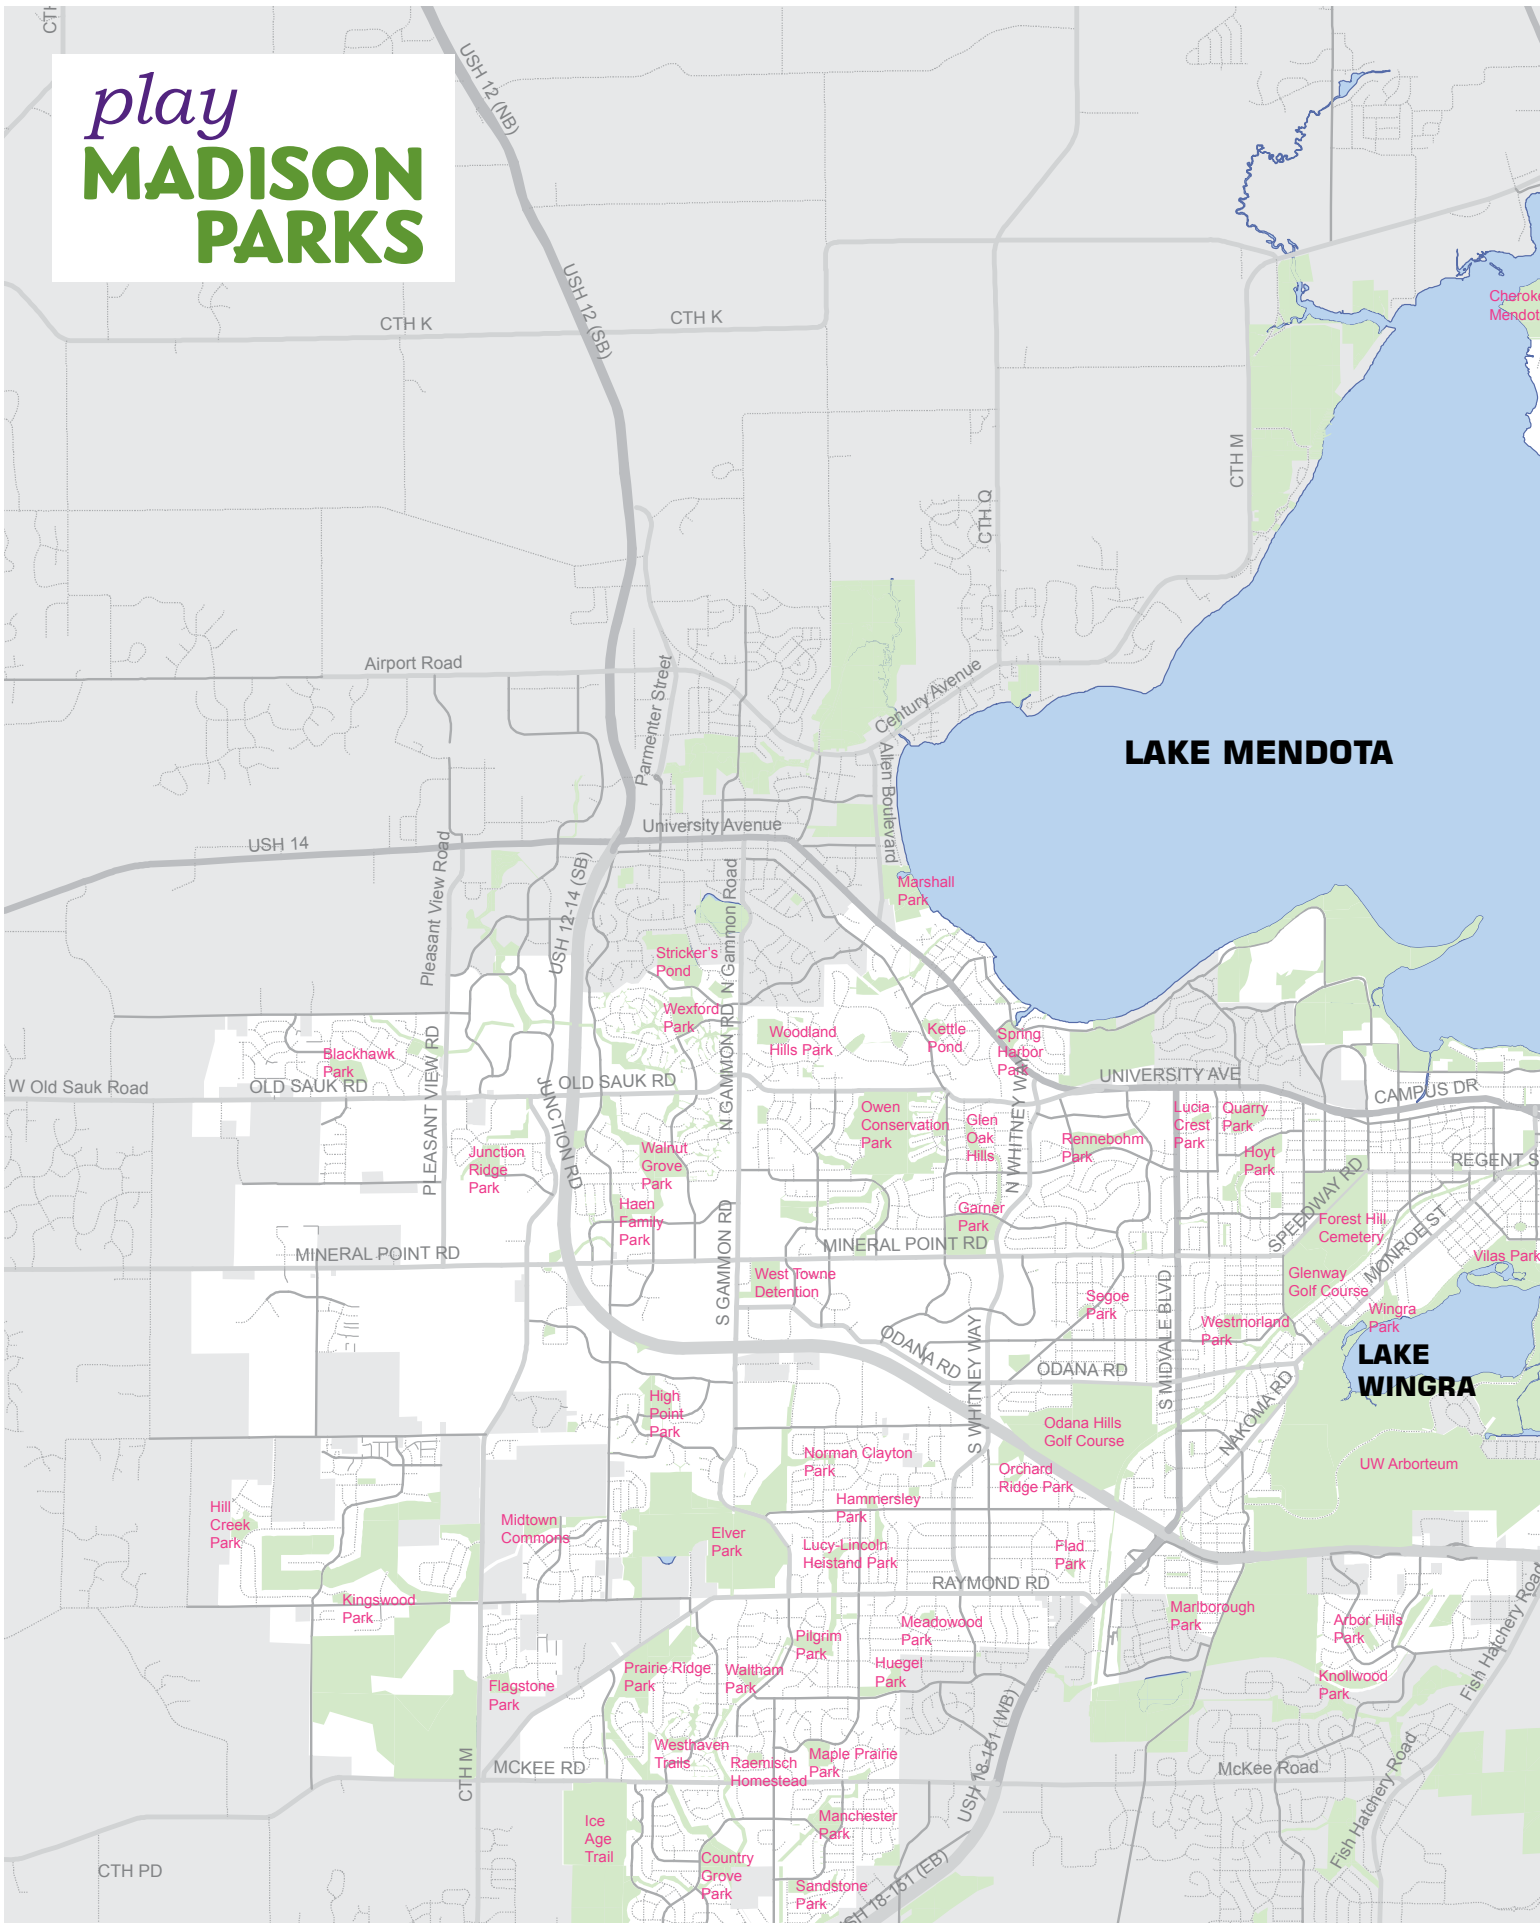 CTH
play
MADISON
PARKS
USH 12 (NB)
USH 12 (SB)
CTH K
CTH K
Cherok
Mendot
CTH M
CTH Q
Airport Road
Parmenter Street
Century Avenue
LAKE MENDOTA
Allen Boulevard
University Avenue
USH 14
Pleasant View Road
USH 12-14 (SB)
N Gammon Road
Marshall
Park
Stricker's
Pond
Wexford
Park
Woodland
Hills Park
Kettle
Pond
Spring
Harbor
Park
Blackhawk
Park
PLEASANT VIEW RD
N GAMMON RD
W Old Sauk Road
OLD SAUK RD
OLD SAUK RD
JUNCTION RD
N GAMMON RD
UNIVERSITY AVE
CAMPUS DR
N WHITNEY WAY
Owen
Conservation
Park
Glen
Oak
Hills
Rennebohm
Park
Lucia
Crest
Park
Quarry
Park
Hoyt
Park
REGENT S
Junction
Ridge
Park
Walnut
Grove
Park
Haen
Family
Park
Garner
Park
SPEEDWAY RD
Forest Hill
Cemetery
MONROE ST
Vilas Park
MINERAL POINT RD
MINERAL POINT RD
S GAMMON RD
West Towne
Detention
Segoe
Park
S MIDVALE BLVD
Glenway
Golf Course
Westmorland
Park
Wingra
Park
LAKE
WINGRA
ODANA RD
ODANA RD
S WHITNEY WAY
NAKOMA RD
High
Point
Park
Odana Hills
Golf Course
Norman Clayton
Park
Orchard
Ridge Park
UW Arborteum
Hill
Creek
Park
Midtown
Commons
Elver
Park
Hammersley
Park
Lucy-Lincoln
Heistand Park
Flad
Park
RAYMOND RD
Kingswood
Park
Meadowood
Park
Marlborough
Park
Arbor Hills
Park
Fish Hatchery Road
Pilgrim
Park
Huegel
Park
Prairie Ridge
Park
Waltham
Park
Knollwood
Park
Flagstone
Park
USH 18-151 (WB)
Westhaven
Trails
Raemisch
Homestead
Maple Prairie
Park
MCKEE RD
CTH M
McKee Road
Fish Hatchery Road
Ice
Age
Trail
Manchester
Park
Country
Grove
Park
Sandstone
Park
CTH PD
SH 18-151 (EB)